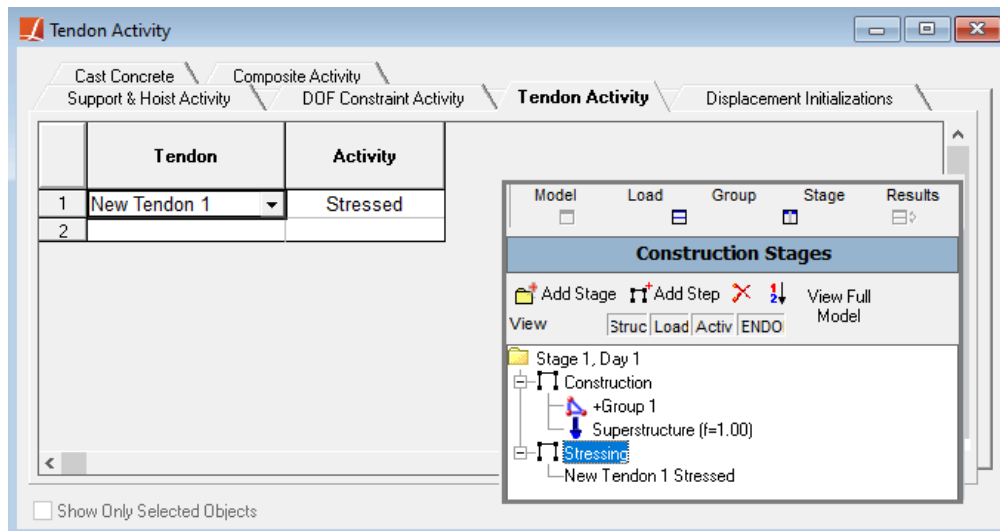 Tendon Activity
Cast Concrete
Composite Activity
Support & Hoist Activity
DOF Constraint Activity
Tendon Activity
Displacement Initializations
Tendon Activity
1 New Tendon 1 Stressed
2
Model Load Group Stage Results
Construction Stages
Add Stage Add Step View Full Model
View Struc Load Activ ENDO
Stage 1, Day 1
Construction
+Group 1
Superstructure (f=1.00)
Stressing
New Tendon 1 Stressed
Show Only Selected Objects